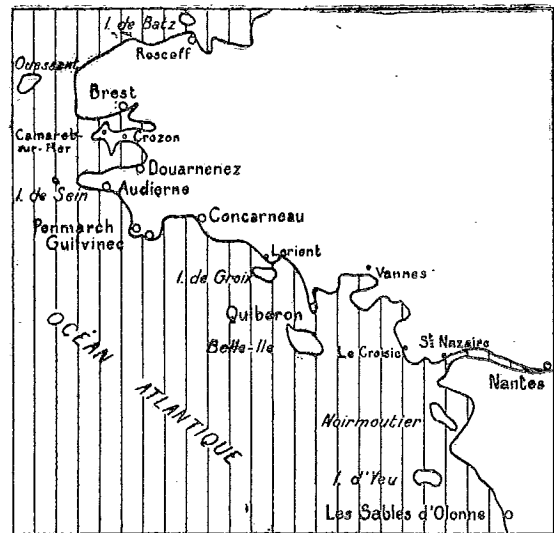 I. de Batz
Roscoff
Ouessant
Brest
Camaret-
sur-Mer
Crozon
Douarnenez
I. de Sein
Audierne
Concarneau
Penmarch
Guilvinec
Lorient
I. de Groix
Vannes
Quiberon
Belle-Ile
Le Croisic
St Nazaire
Nantes
OCÉAN
ATLANTIQUE
Noirmoutier
I. d'Yeu
Les Sables d'Olonne